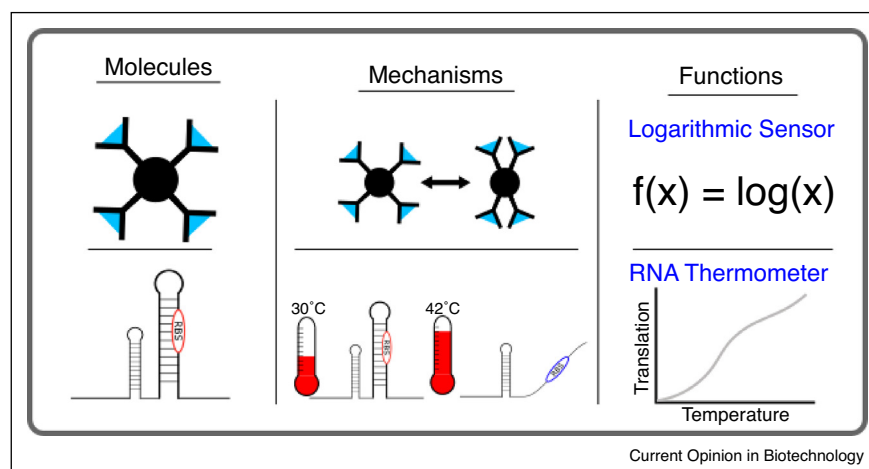 Molecules
Mechanisms
Functions
Logarithmic Sensor
f(x) = log(x)
RNA Thermometer
RBS
30°C
RBS
42°C
RBS
Translation
Temperature
Current Opinion in Biotechnology